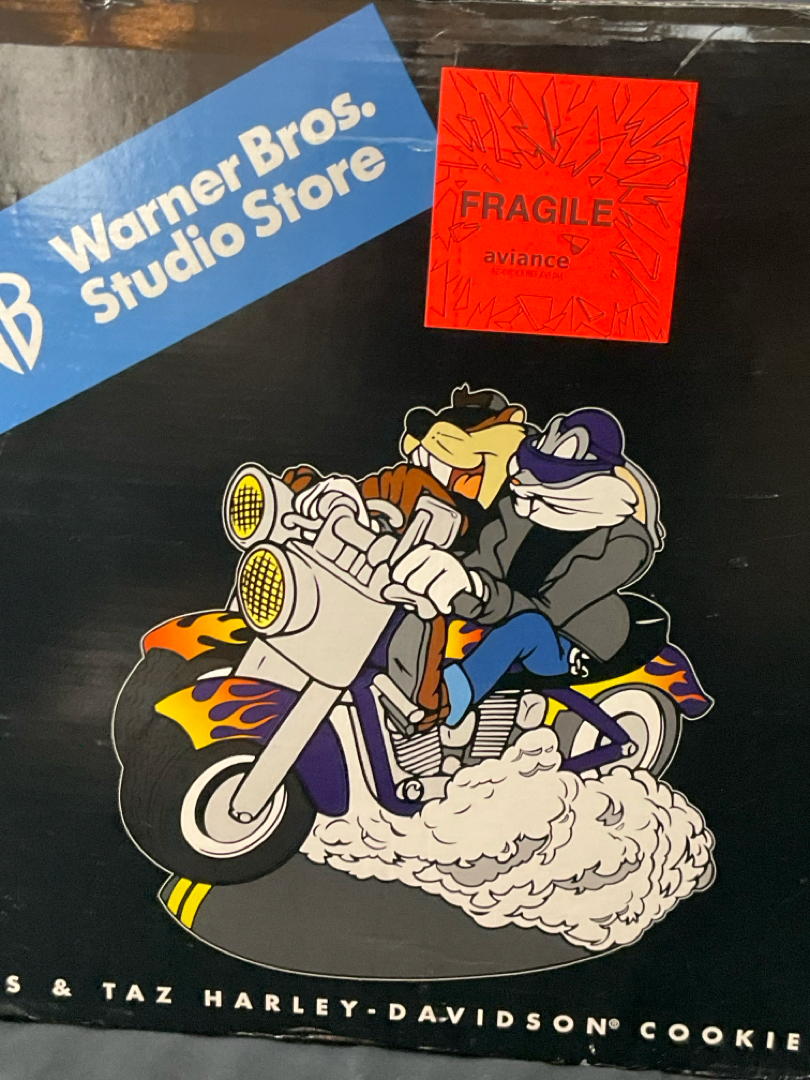 Warner Bros.
Studio Store
B
FRAGILE
aviance
S & TAZ HARLEY-DAVIDSON® COOKIE